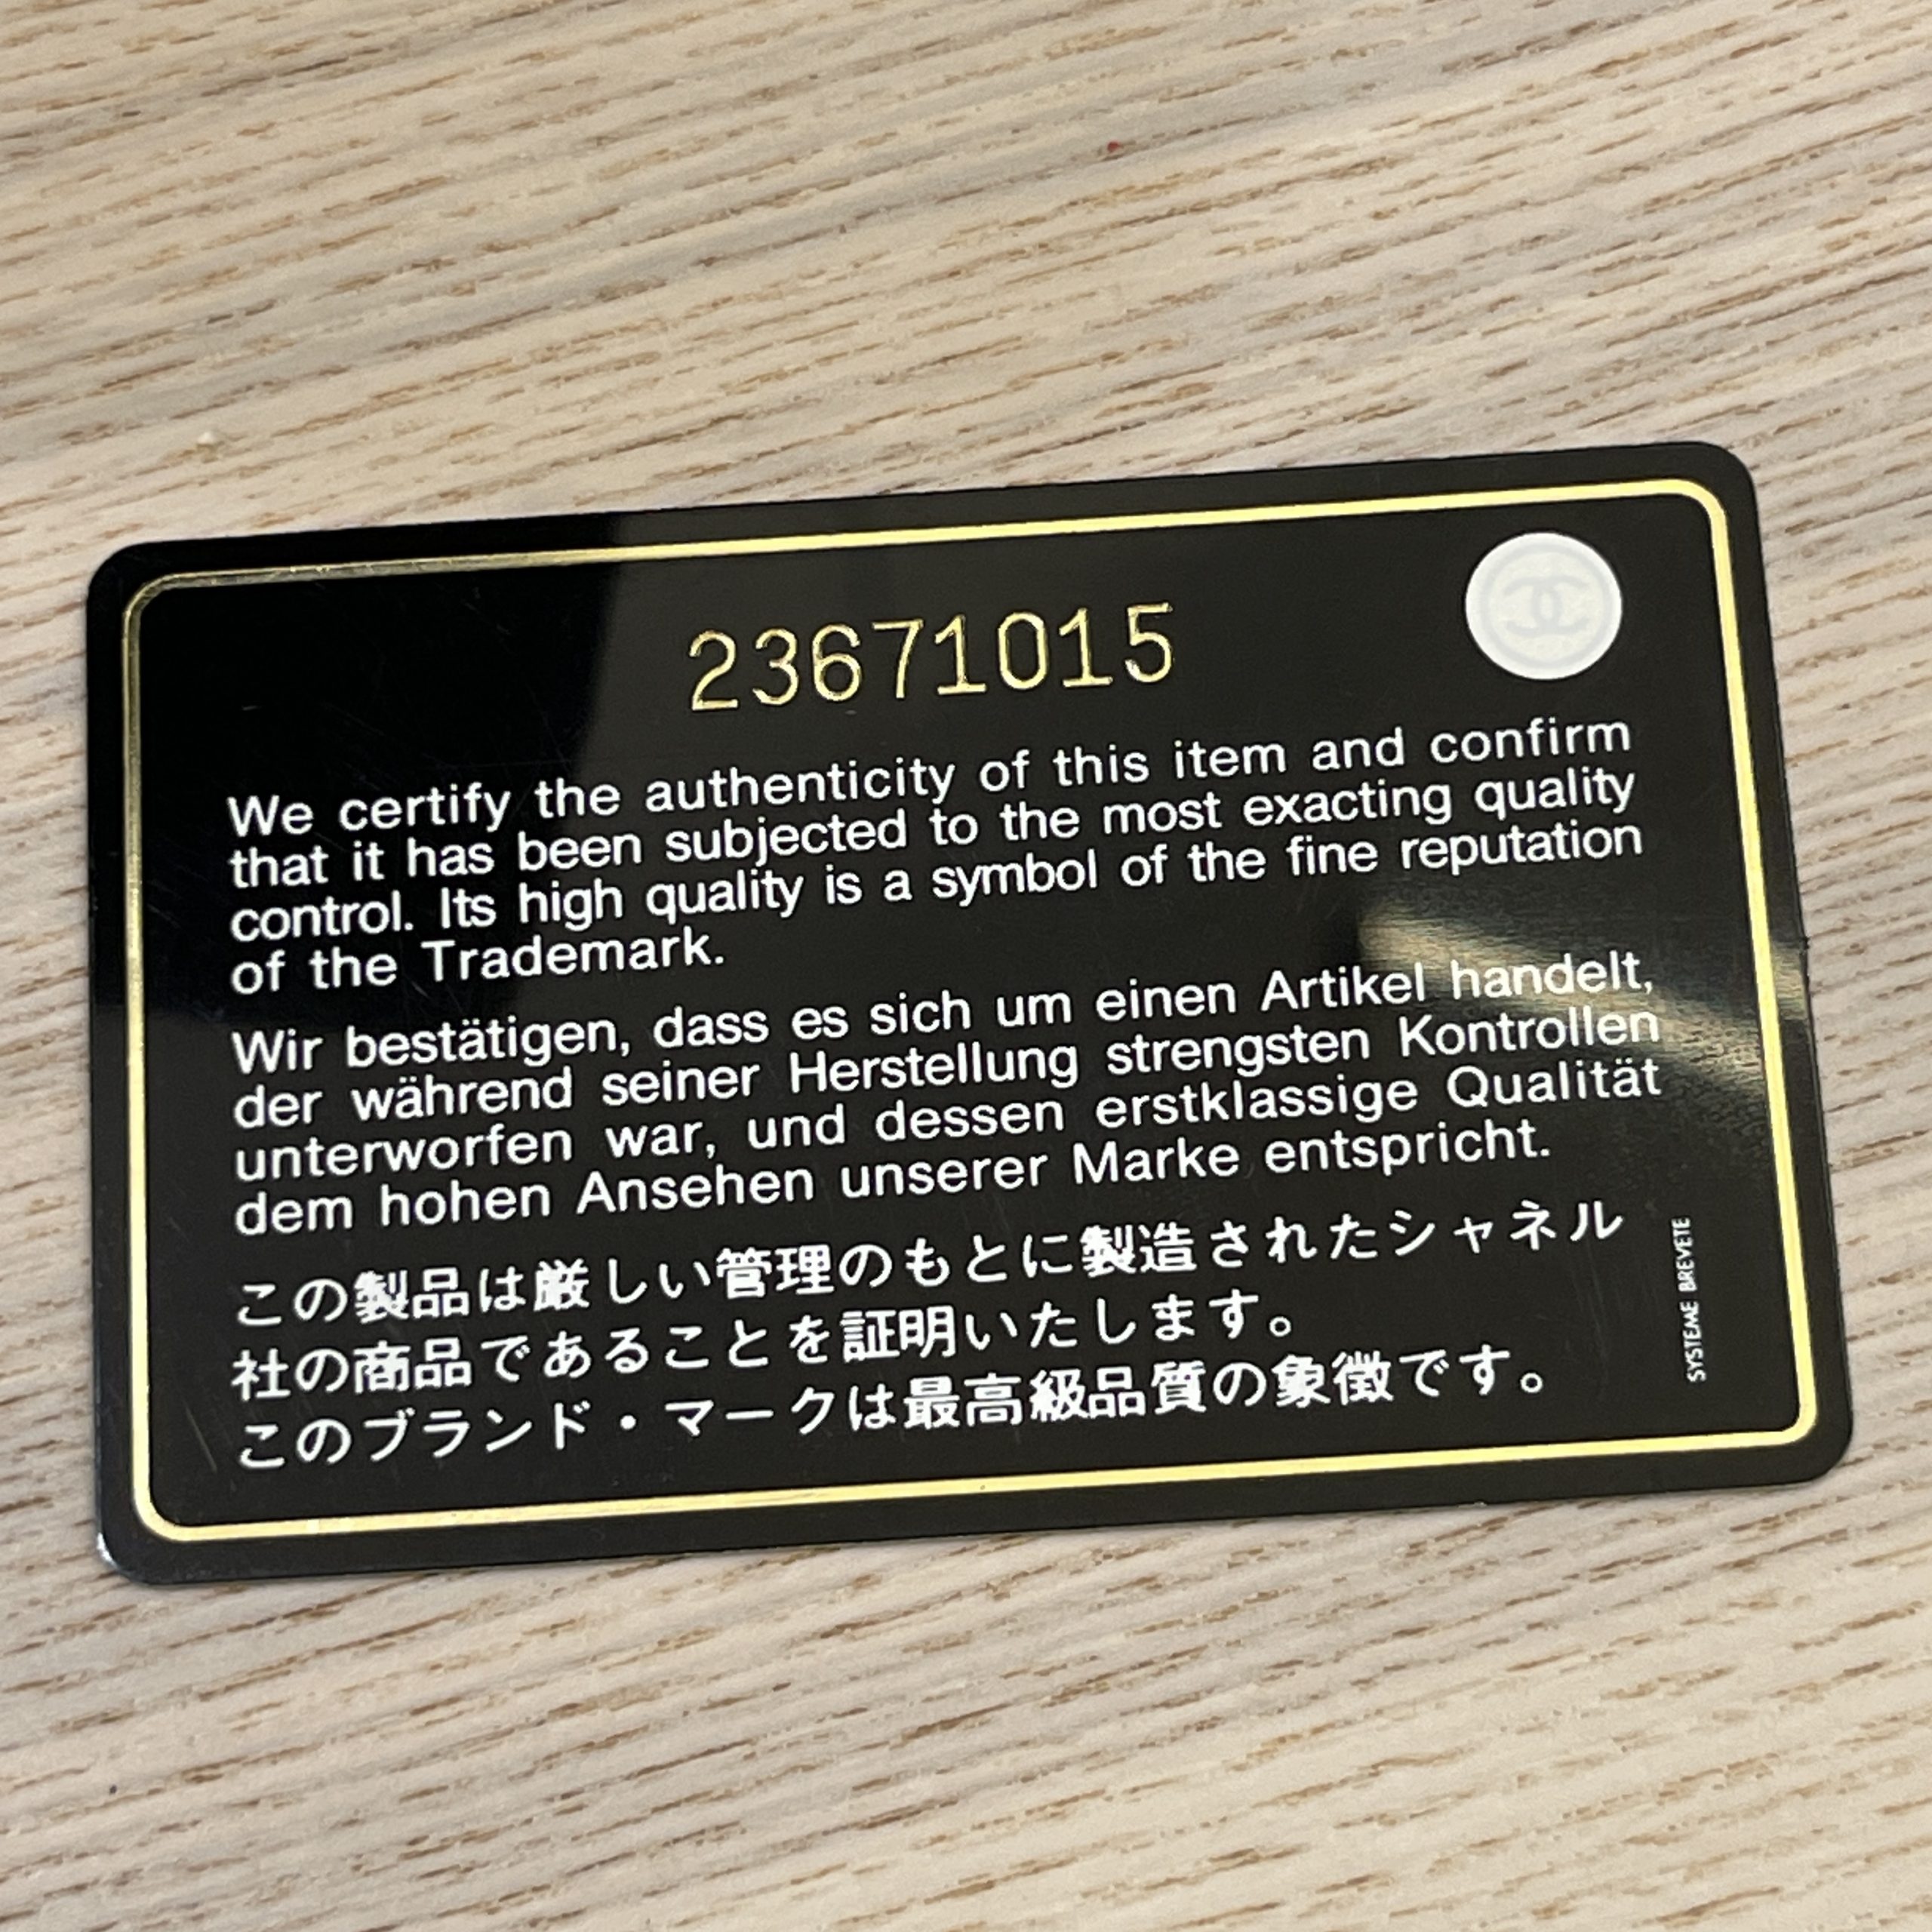 23671015
We certify the authenticity of this item and confirm
that it has been subjected to the most exacting quality
control. Its high quality is a symbol of the fine reputation
of the Trademark.
Wir bestätigen, dass es sich um einen Artikel handelt,
der während seiner Herstellung strengsten Kontrollen
unterworfen war, und dessen erstklassige Qualität
dem hohen Ansehen unserer Marke entspricht.
この製品は厳しい管理のもとに製造されたシャネル
社の商品であることを証明いたします。
このブランド・マークは最高級品質の象徴です。
SYSTEME BREVETE